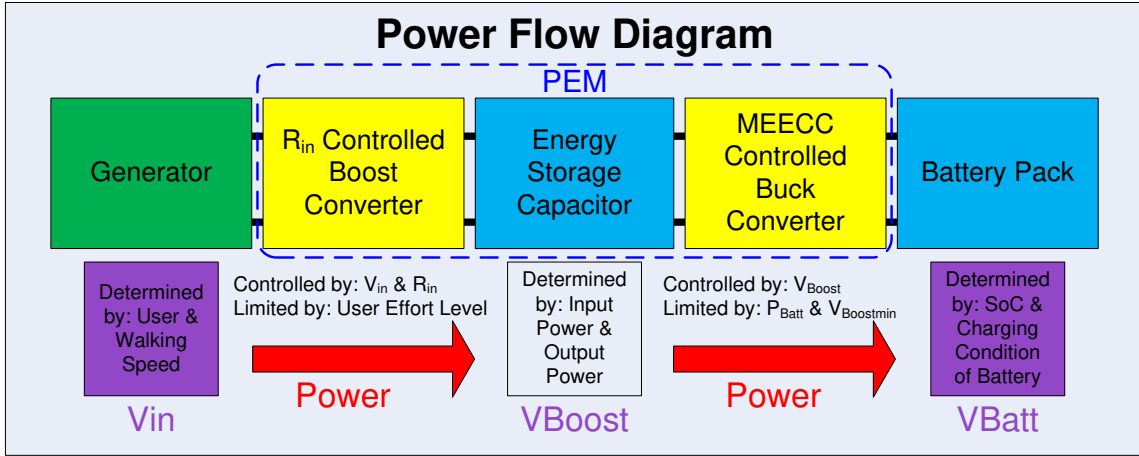 Power Flow Diagram
PEM
Generator
Rin Controlled
Boost
Converter
Energy
Storage
Capacitor
MEECC
Controlled
Buck
Converter
Battery Pack
Determined
by: User &
Walking
Speed
Vin
Controlled by: Vin & Rin
Limited by: User Effort Level
Power
Determined
by: Input
Power &
Output
Power
VBoost
Controlled by: VBoost
Limited by: PBatt & VBoostmin
Power
Determined
by: SoC &
Charging
Condition
of Battery
VBatt